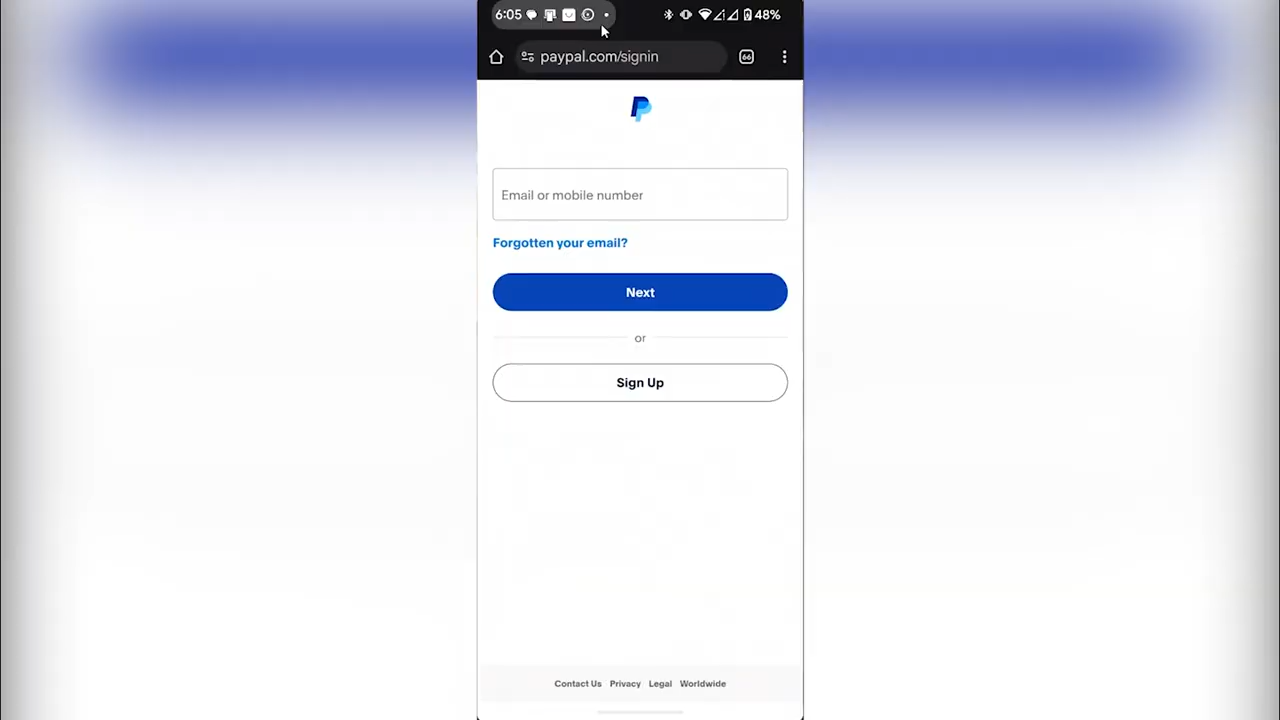 6:05 48%
66
paypal.com/signin
Email or mobile number
Forgotten your email?
Next
or
Sign Up
Contact Us Privacy Legal Worldwide